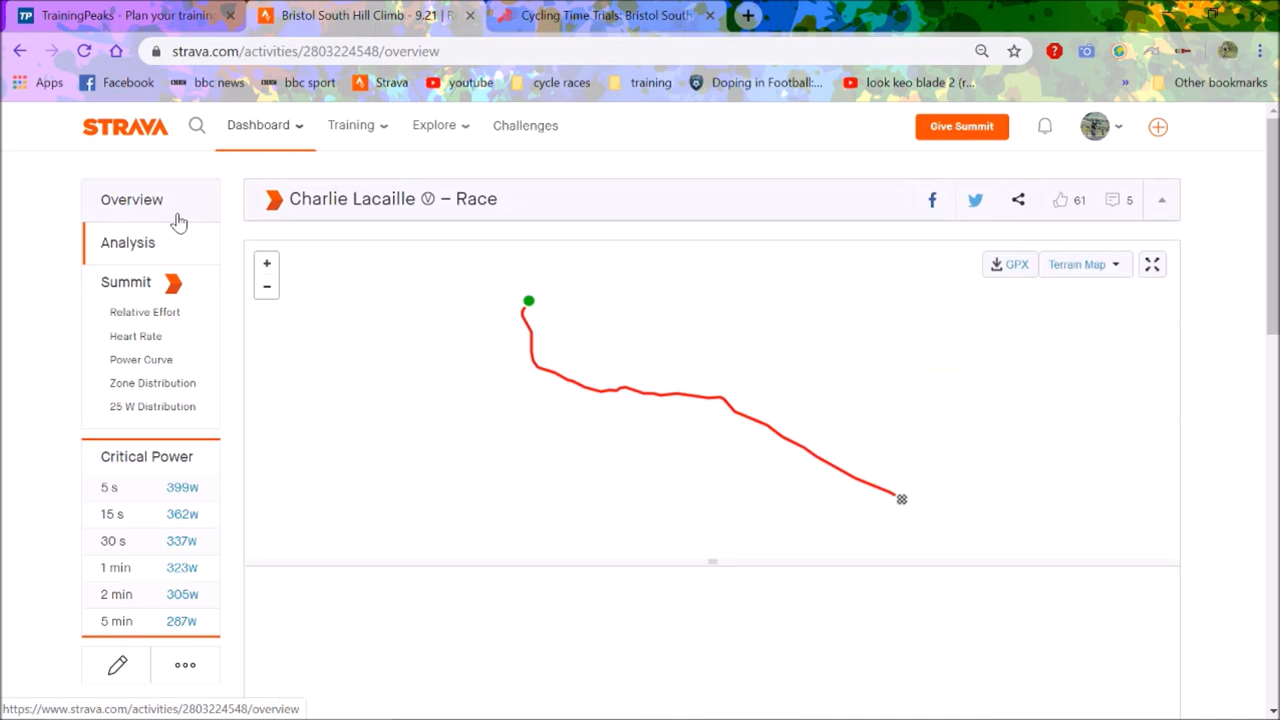 TrainingPeaks - Plan your trainin
Bristol South Hill Climb - 9.21 | R
Cycling Time Trials: Bristol South
strava.com/activities/2803224548/overview
Apps
Facebook
bbc news
bbc sport
Strava
youtube
cycle races
training
Doping in Football:...
look keo blade 2 (r...
»
Other bookmarks
STRAVA
Dashboard
Training
Explore
Challenges
Give Summit
Overview
Analysis
Summit
Relative Effort
Heart Rate
Power Curve
Zone Distribution
25 W Distribution
Critical Power
5 s 399W
15 s 362W
30 s 337W
1 min 323W
2 min 305W
5 min 287W
Charlie Lacaille Ⓥ – Race
61
5
+
−
GPX
Terrain Map
https://www.strava.com/activities/2803224548/overview